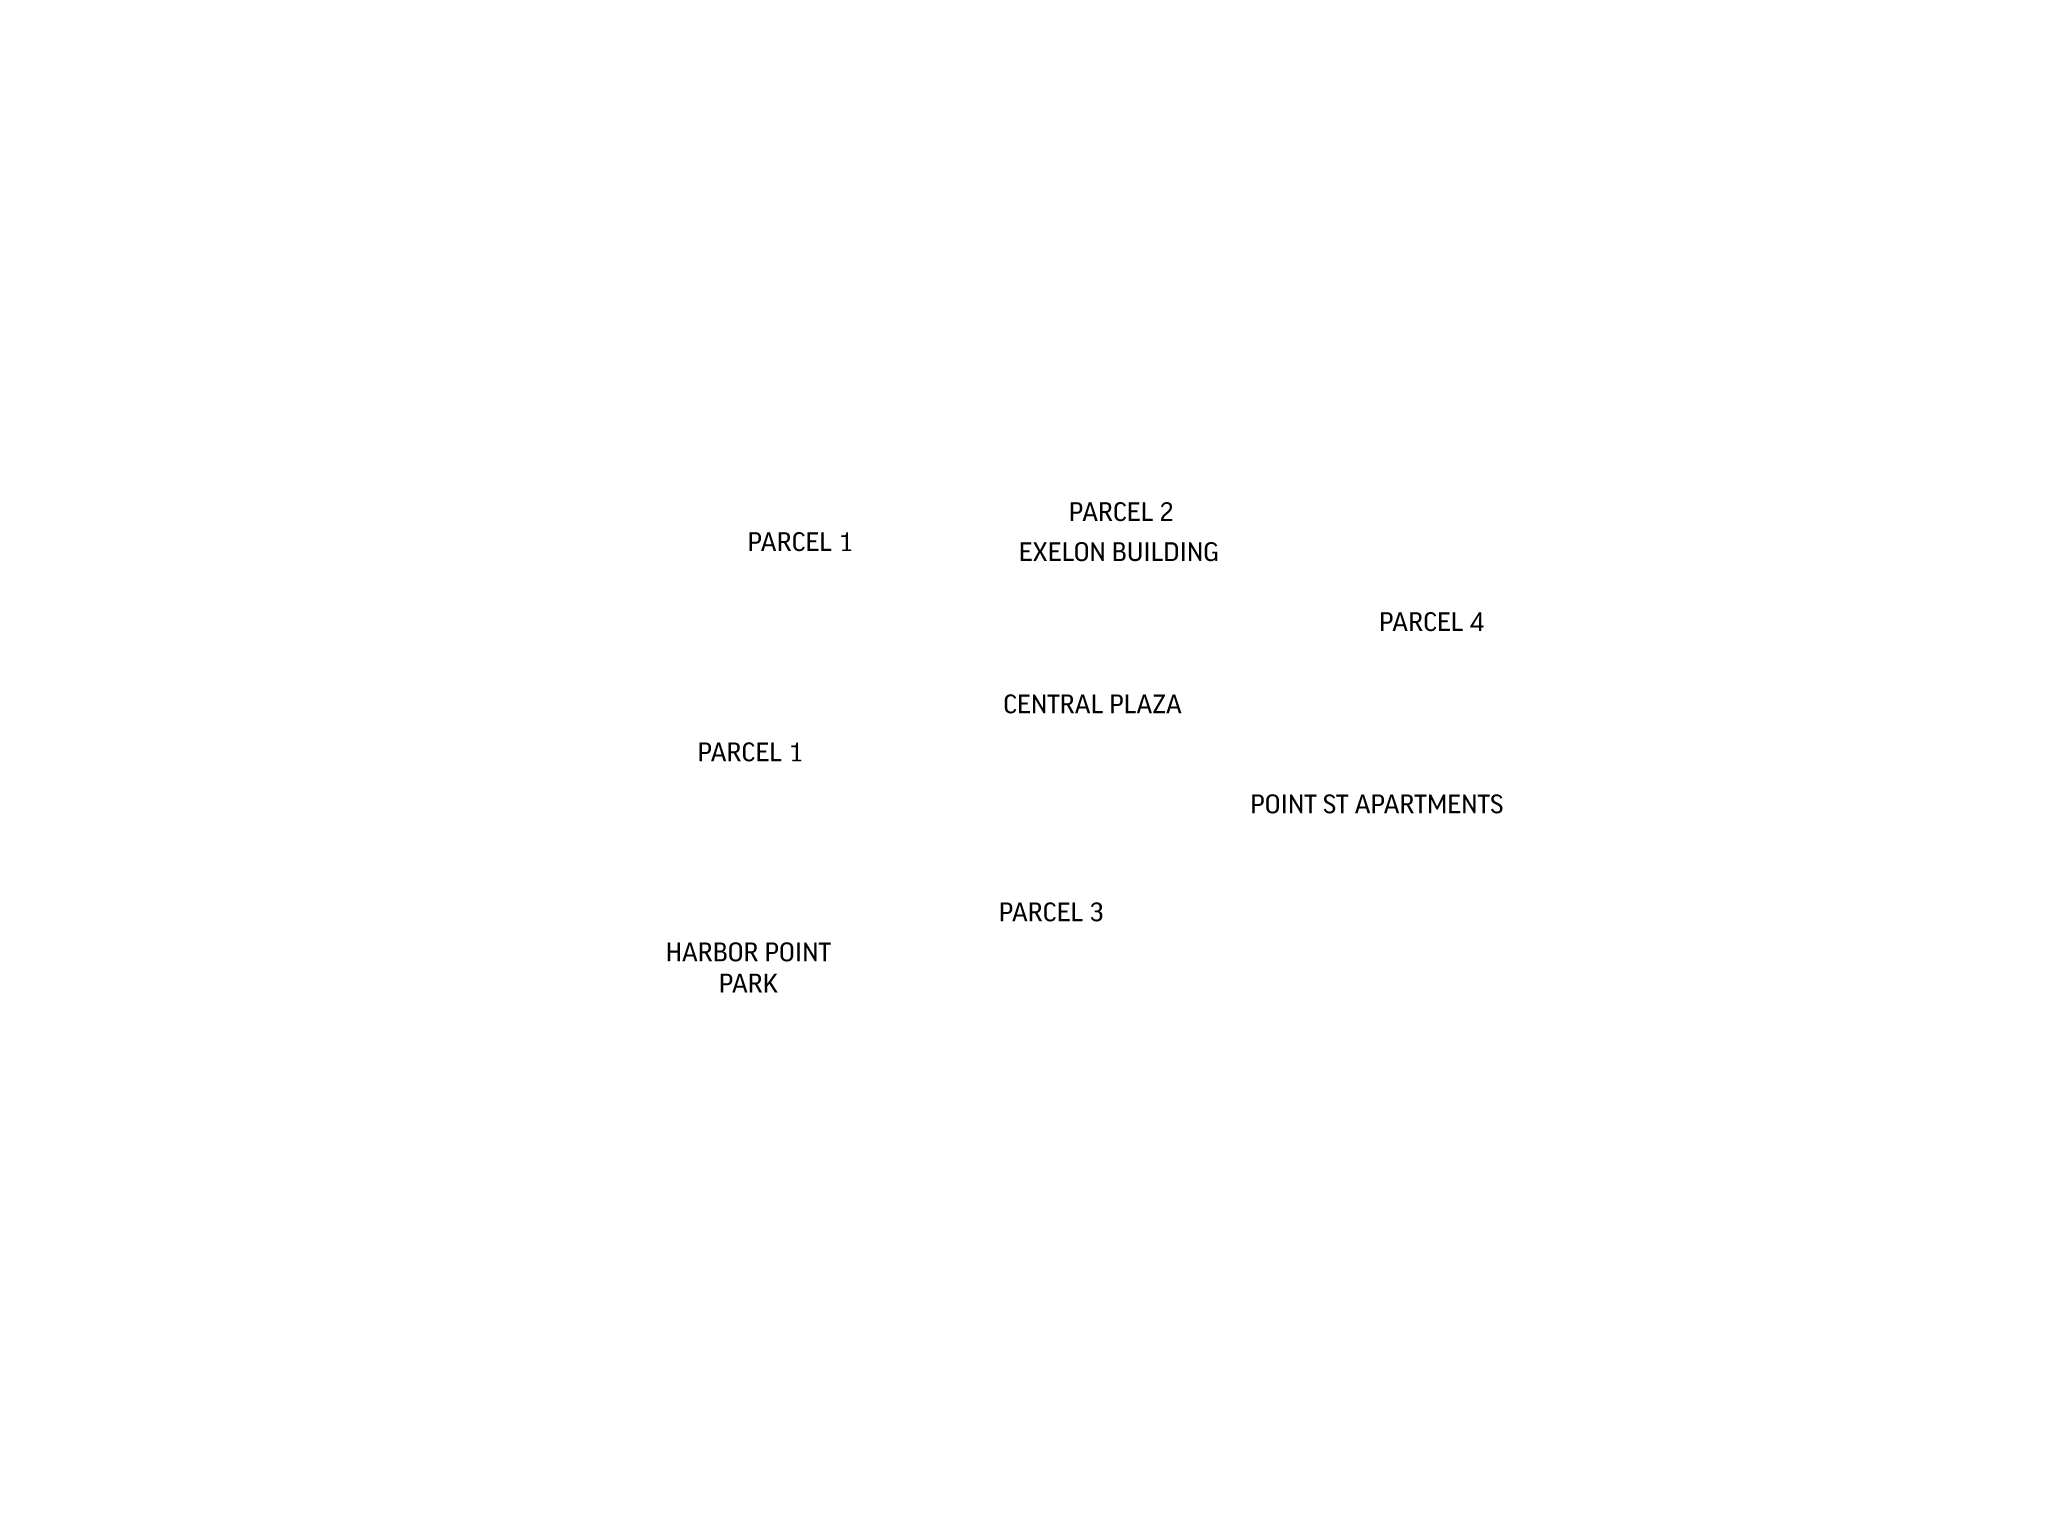 PARCEL 2
PARCEL 1
EXELON BUILDING
PARCEL 4
CENTRAL PLAZA
PARCEL 1
POINT ST APARTMENTS
PARCEL 3
HARBOR POINT
PARK